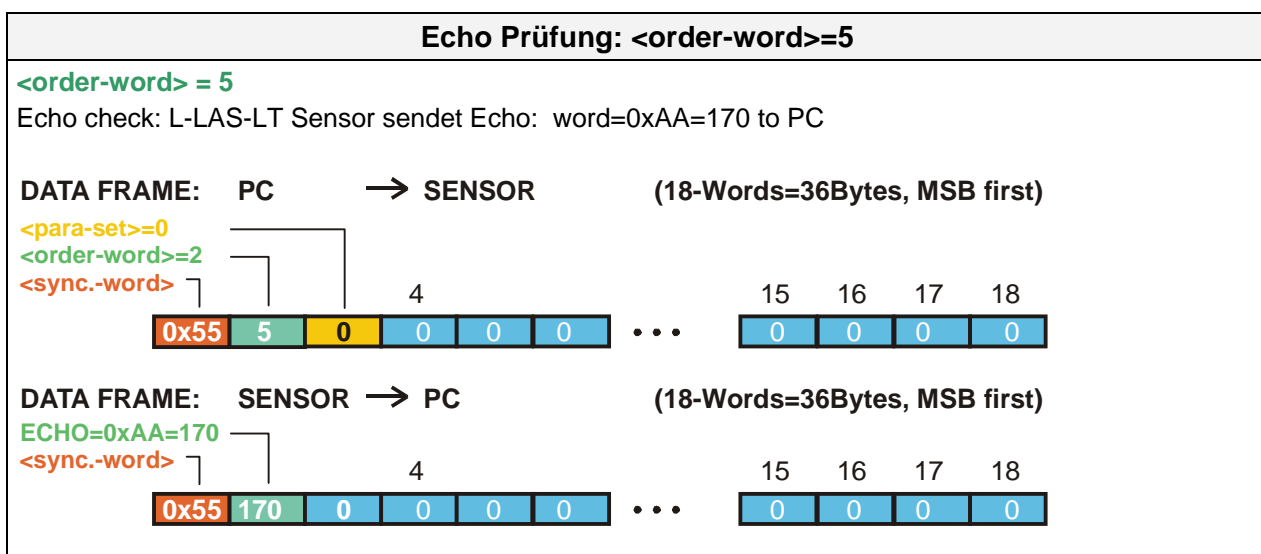 Echo Prüfung: <order-word>=5
<order-word> = 5
Echo check: L-LAS-LT Sensor sendet Echo: word=0xAA=170 to PC
DATA FRAME: PC → SENSOR (18-Words=36Bytes, MSB first)
<para-set>=0
<order-word>=2
<sync.-word>
4 15 16 17 18
0x55 5 0 0 0 0 • • • 0 0 0 0
DATA FRAME: SENSOR → PC (18-Words=36Bytes, MSB first)
ECHO=0xAA=170
<sync.-word>
4 15 16 17 18
0x55 170 0 0 0 0 • • • 0 0 0 0